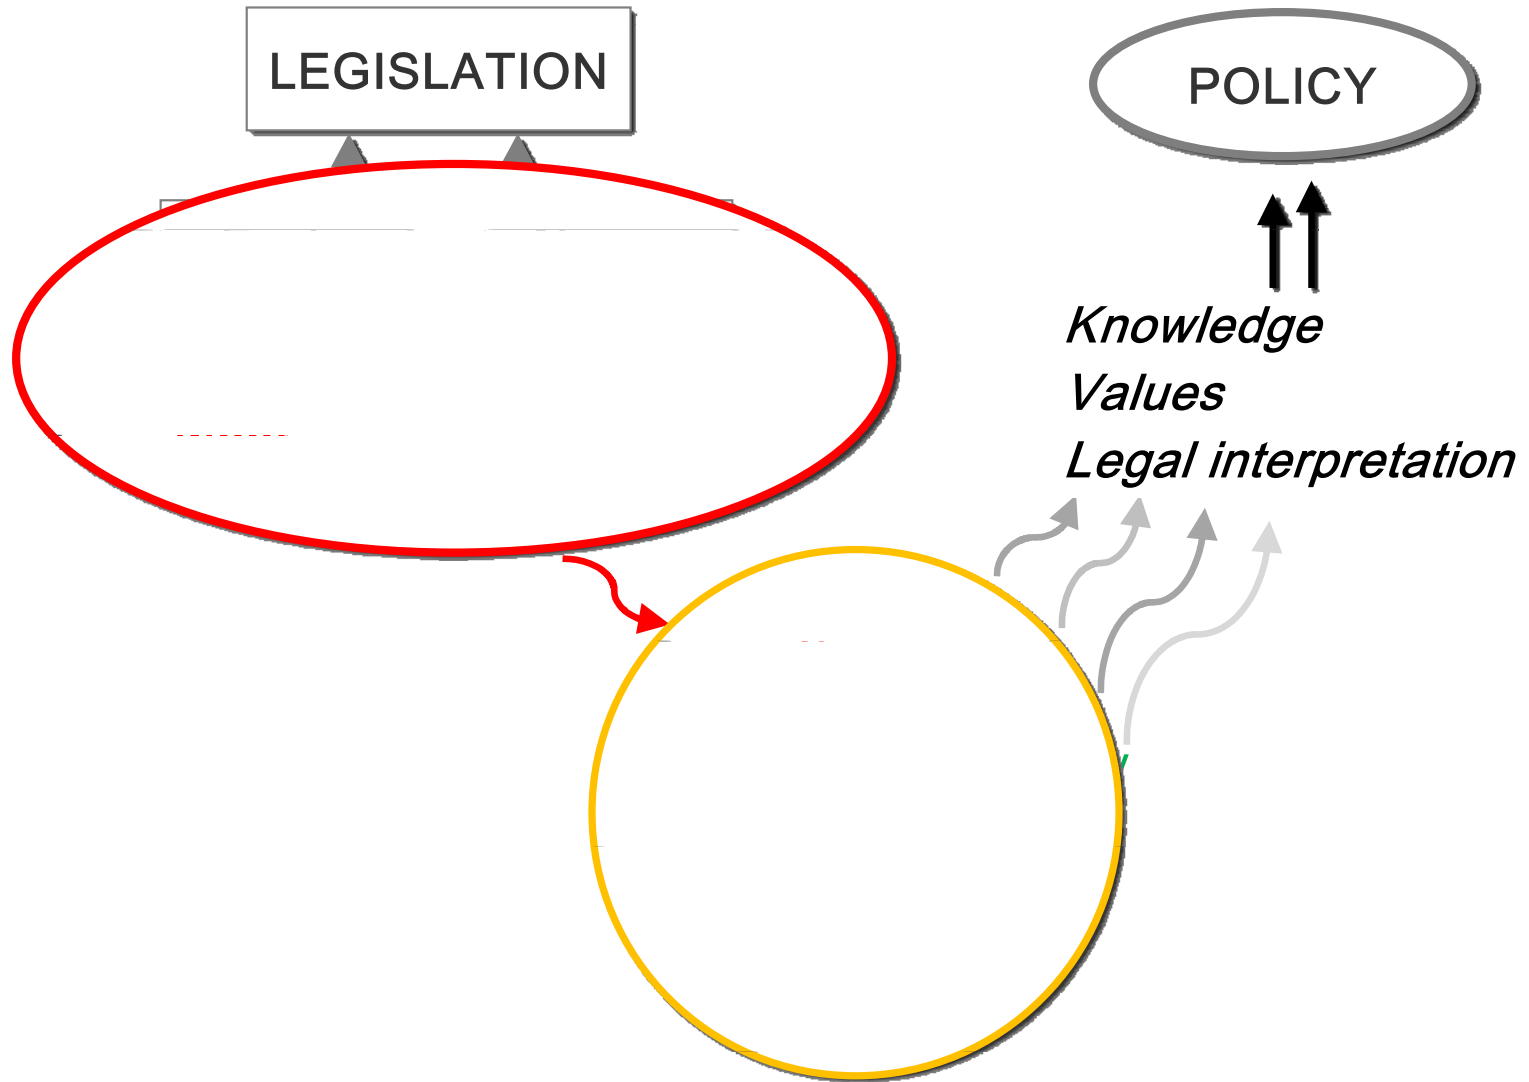 LEGISLATION
POLICY
Knowledge
Values
Legal interpretation